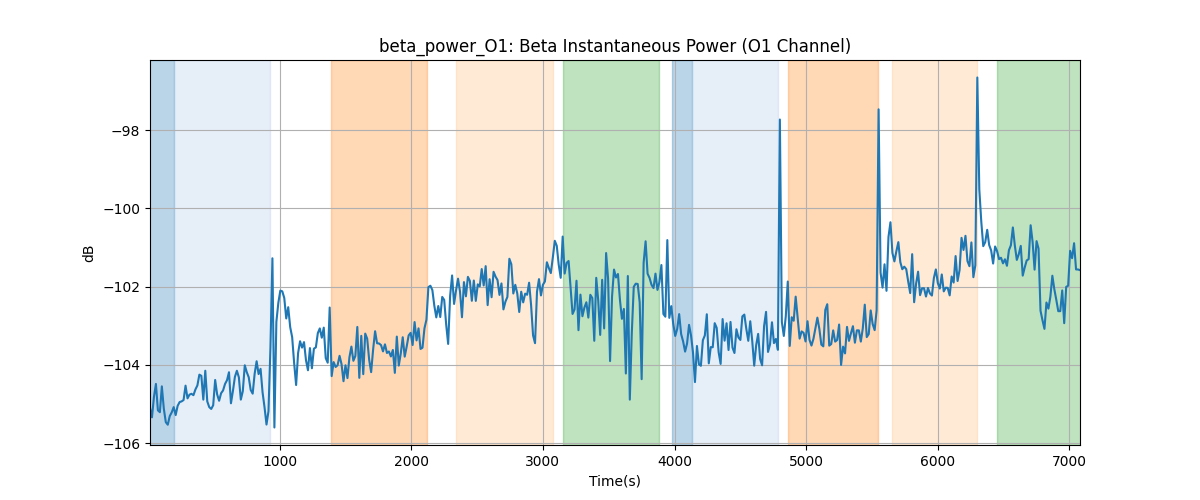 beta_power_O1: Beta Instantaneous Power (O1 Channel)
dB
−98
−100
−102
−104
−106
1000 2000 3000 4000 5000 6000 7000
Time(s)